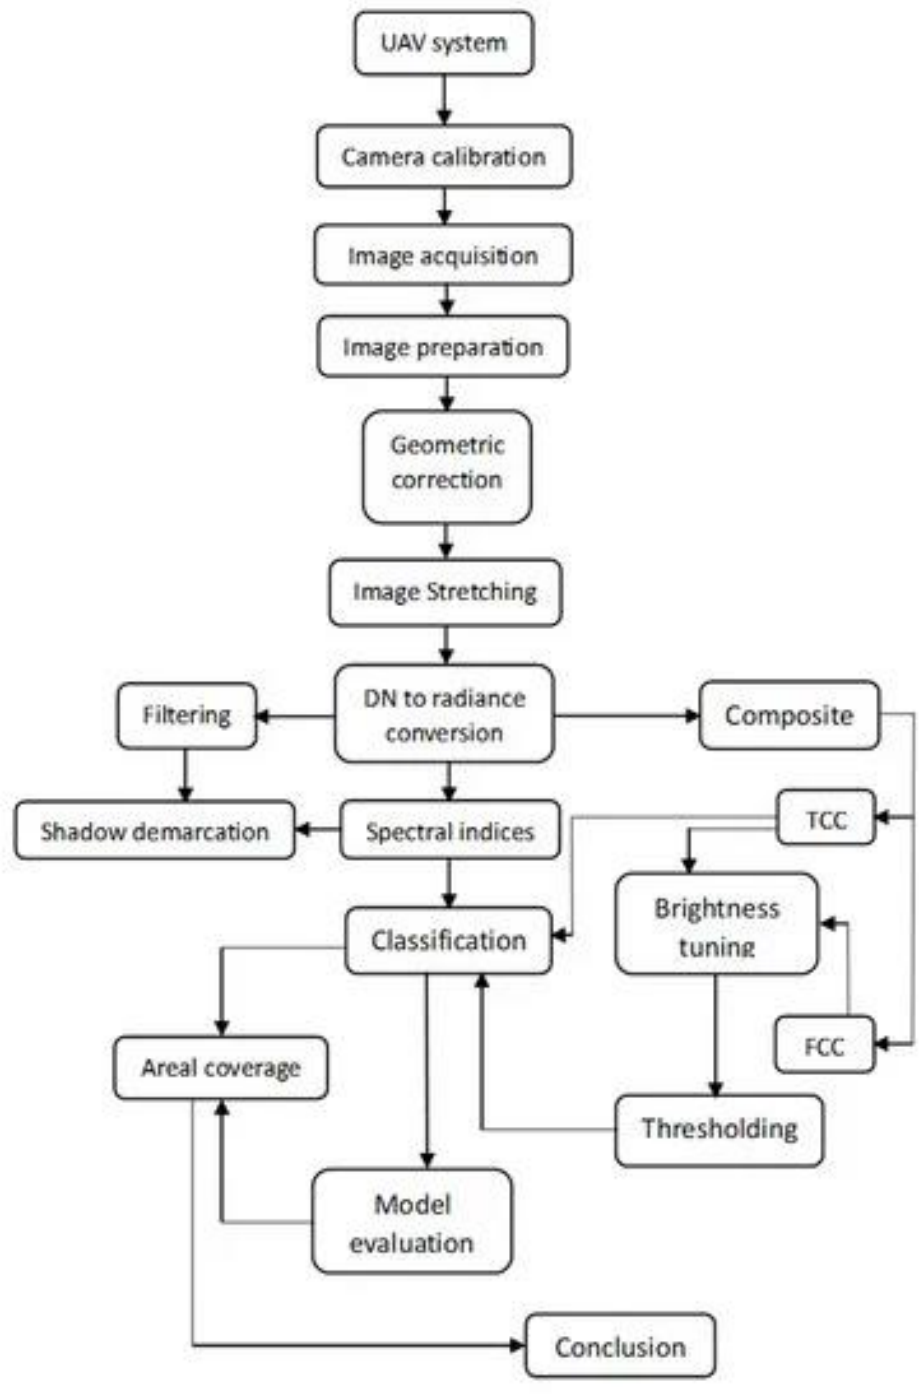 UAV system
Camera calibration
Image acquisition
Image preparation
Geometric
correction
Image Stretching
Filtering
DN to radiance
conversion
Composite
Shadow demarcation
Spectral indices
TCC
Classification
Brightness
tuning
FCC
Areal coverage
Thresholding
Model
evaluation
Conclusion